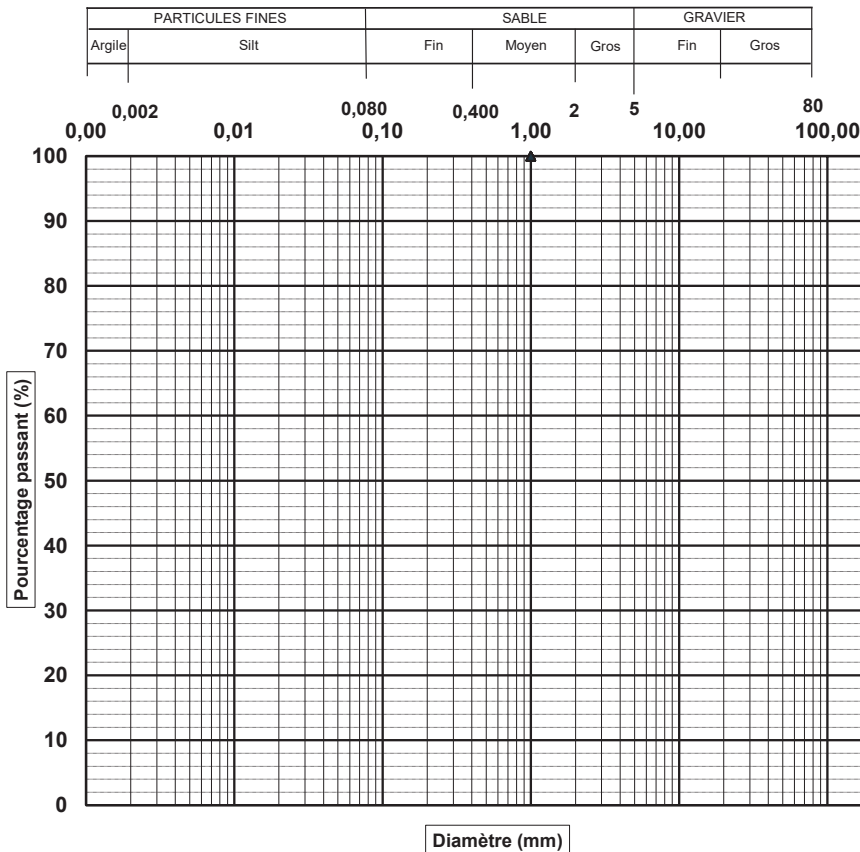 PARTICULES FINES SABLE GRAVIER
Argile Silt Fin Moyen Gros Fin Gros
0,002 0,080 0,400 2 5 80
0,00 0,01 0,10 1,00 10,00 100,00
100
90
80
70
60
50
40
30
20
10
0
Pourcentage passant (%)
Diamètre (mm)